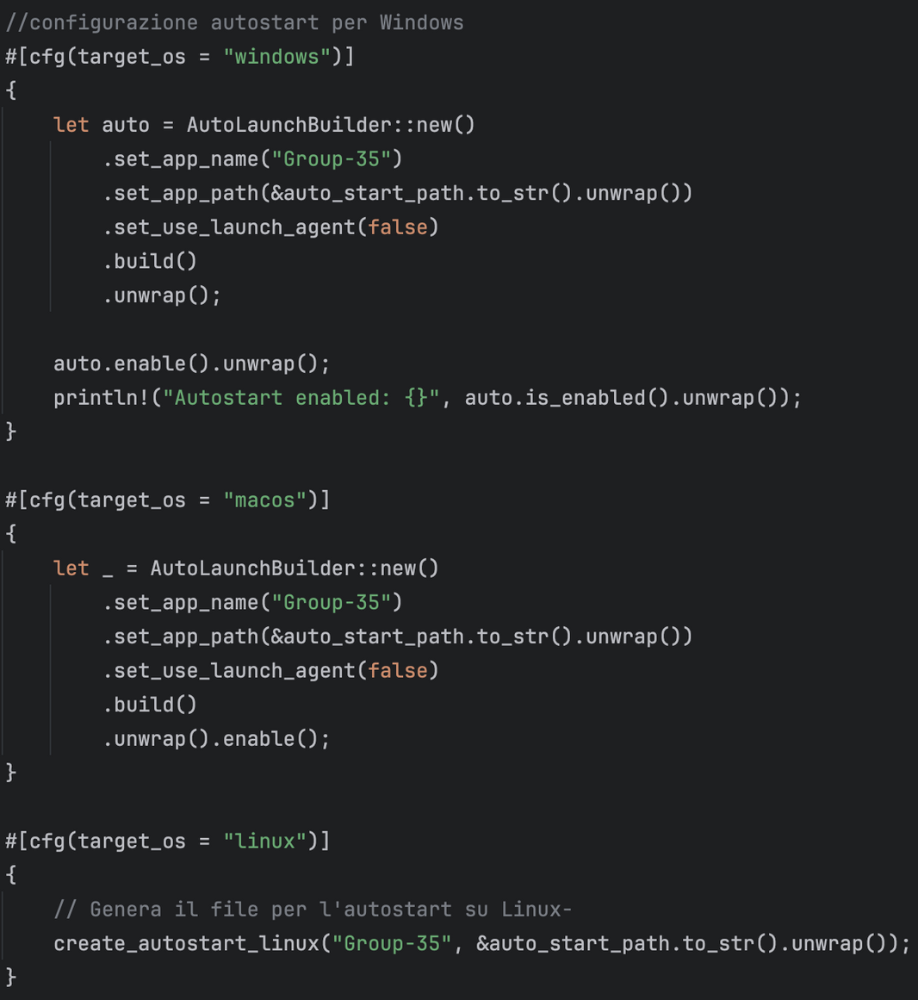 //configurazione autostart per Windows
#[cfg(target_os = "windows")]
{
    let auto = AutoLaunchBuilder::new()
        .set_app_name("Group-35")
        .set_app_path(&auto_start_path.to_str().unwrap())
        .set_use_launch_agent(false)
        .build()
        .unwrap();

    auto.enable().unwrap();
    println!("Autostart enabled: {}", auto.is_enabled().unwrap());
}

#[cfg(target_os = "macos")]
{
    let _ = AutoLaunchBuilder::new()
        .set_app_name("Group-35")
        .set_app_path(&auto_start_path.to_str().unwrap())
        .set_use_launch_agent(false)
        .build()
        .unwrap().enable();
}

#[cfg(target_os = "linux")]
{
    // Genera il file per l'autostart su Linux-
    create_autostart_linux("Group-35", &auto_start_path.to_str().unwrap());
}